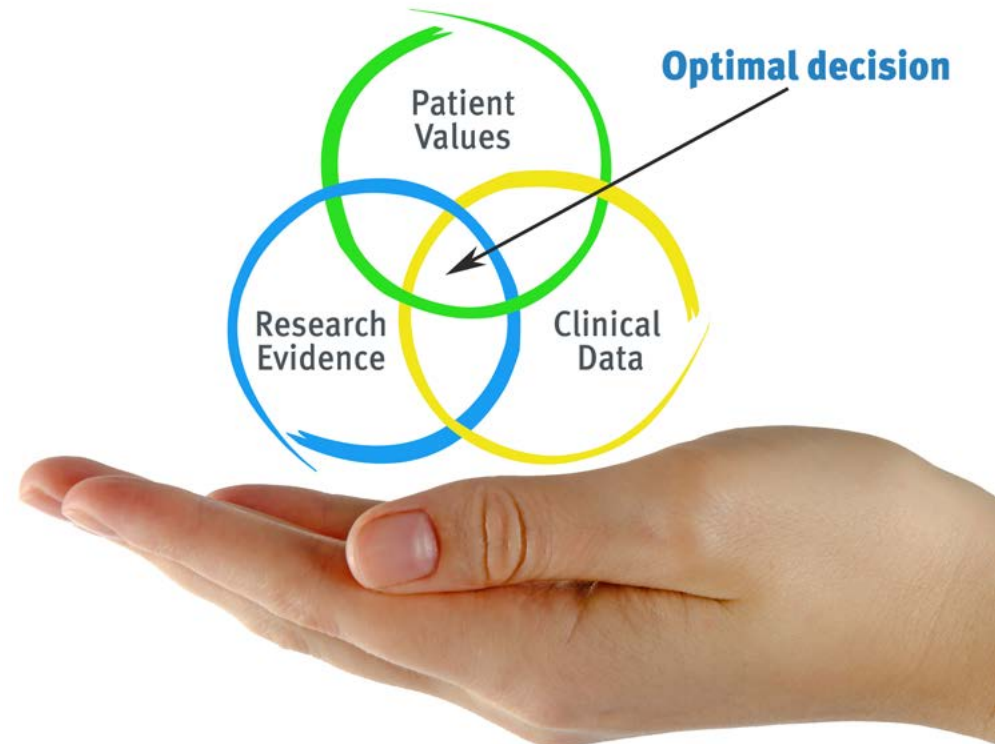 Optimal decision
Patient
Values
Research
Evidence
Clinical
Data